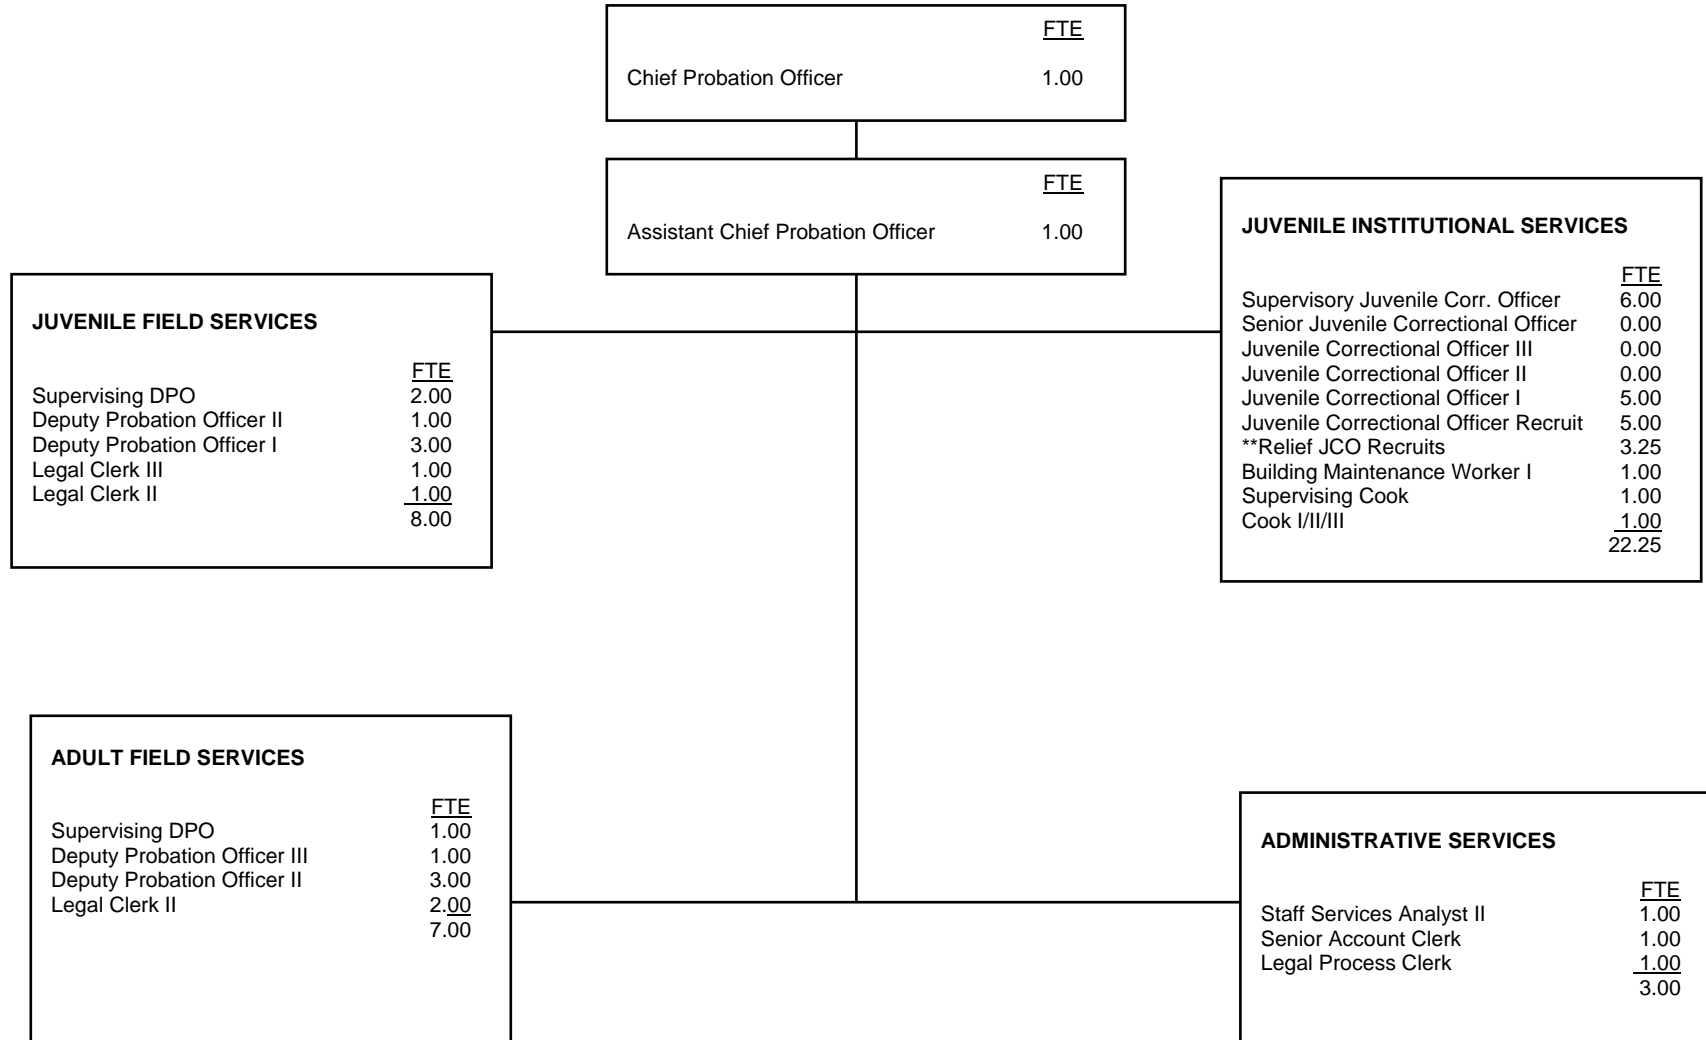 FTE
Chief Probation Officer 1.00
FTE
Assistant Chief Probation Officer 1.00
JUVENILE FIELD SERVICES
FTE
Supervising DPO 2.00
Deputy Probation Officer II 1.00
Deputy Probation Officer I 3.00
Legal Clerk III 1.00
Legal Clerk II 1.00
8.00
JUVENILE INSTITUTIONAL SERVICES
FTE
Supervisory Juvenile Corr. Officer 6.00
Senior Juvenile Correctional Officer 0.00
Juvenile Correctional Officer III 0.00
Juvenile Correctional Officer II 0.00
Juvenile Correctional Officer I 5.00
Juvenile Correctional Officer Recruit 5.00
**Relief JCO Recruits 3.25
Building Maintenance Worker I 1.00
Supervising Cook 1.00
Cook I/II/III 1.00
22.25
ADULT FIELD SERVICES
FTE
Supervising DPO 1.00
Deputy Probation Officer III 1.00
Deputy Probation Officer II 3.00
Legal Clerk II 2.00
7.00
ADMINISTRATIVE SERVICES
FTE
Staff Services Analyst II 1.00
Senior Account Clerk 1.00
Legal Process Clerk 1.00
3.00